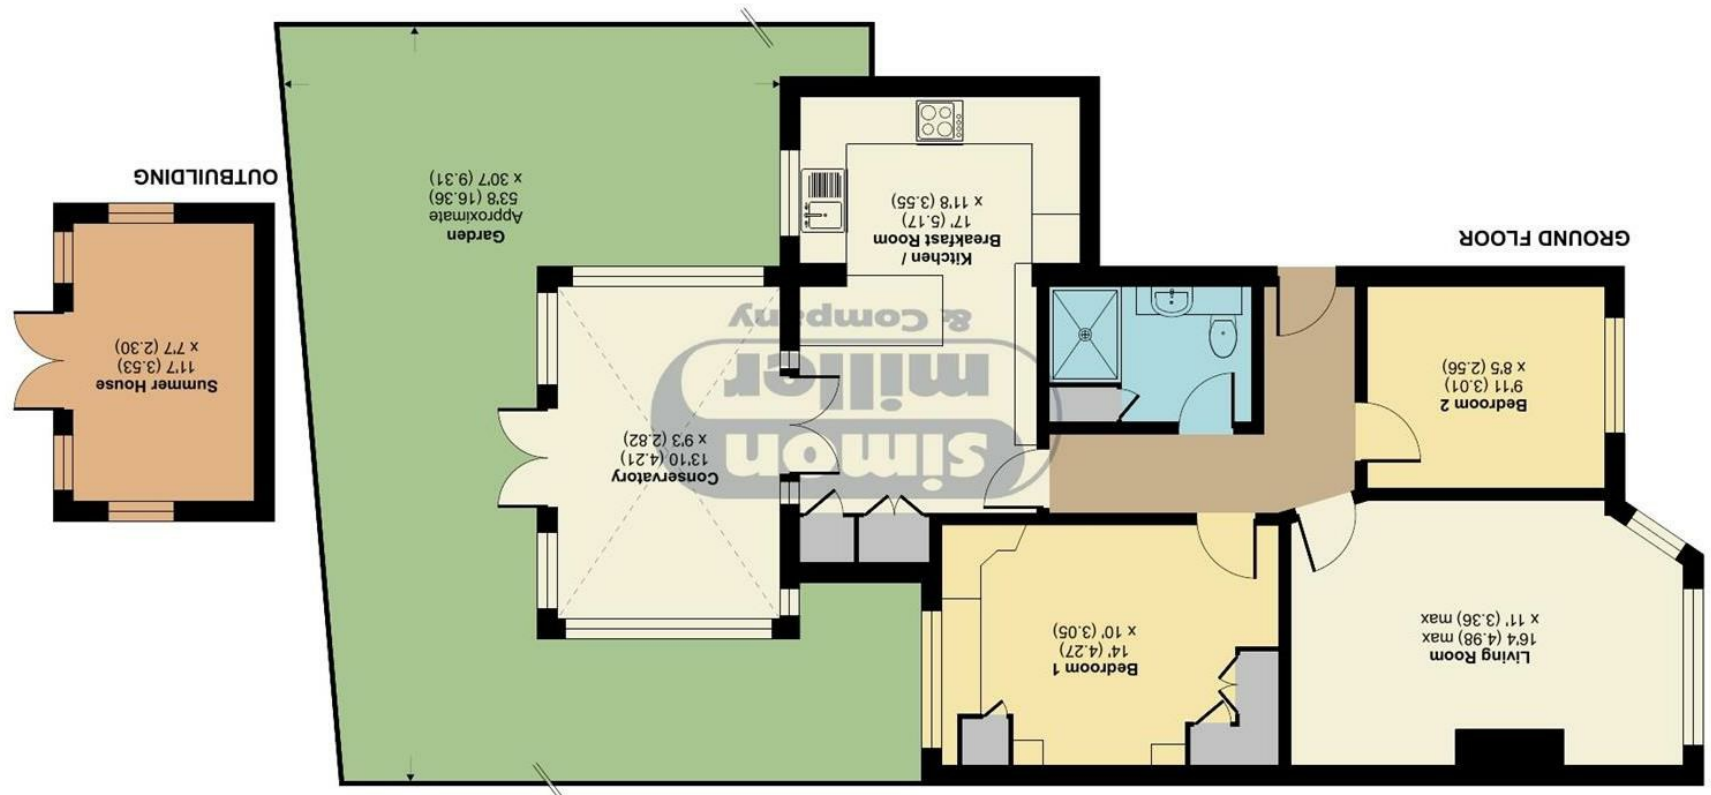 Living Room
16'4 (4.98) max
x 11' (3.36) max
Bedroom 1
14' (4.27)
x 10' (3.05)
Bedroom 2
9'11 (3.01)
x 8'5 (2.56)
GROUND FLOOR
Conservatory
13'10 (4.21)
x 9'3 (2.82)
simon
miller
& Company
Kitchen /
Breakfast Room
17' (5.17)
x 11'8 (3.55)
Garden
Approximate
53'8 (16.36)
x 30'7 (9.31)
Summer House
11'7 (3.53)
x 7'7 (2.30)
OUTBUILDING